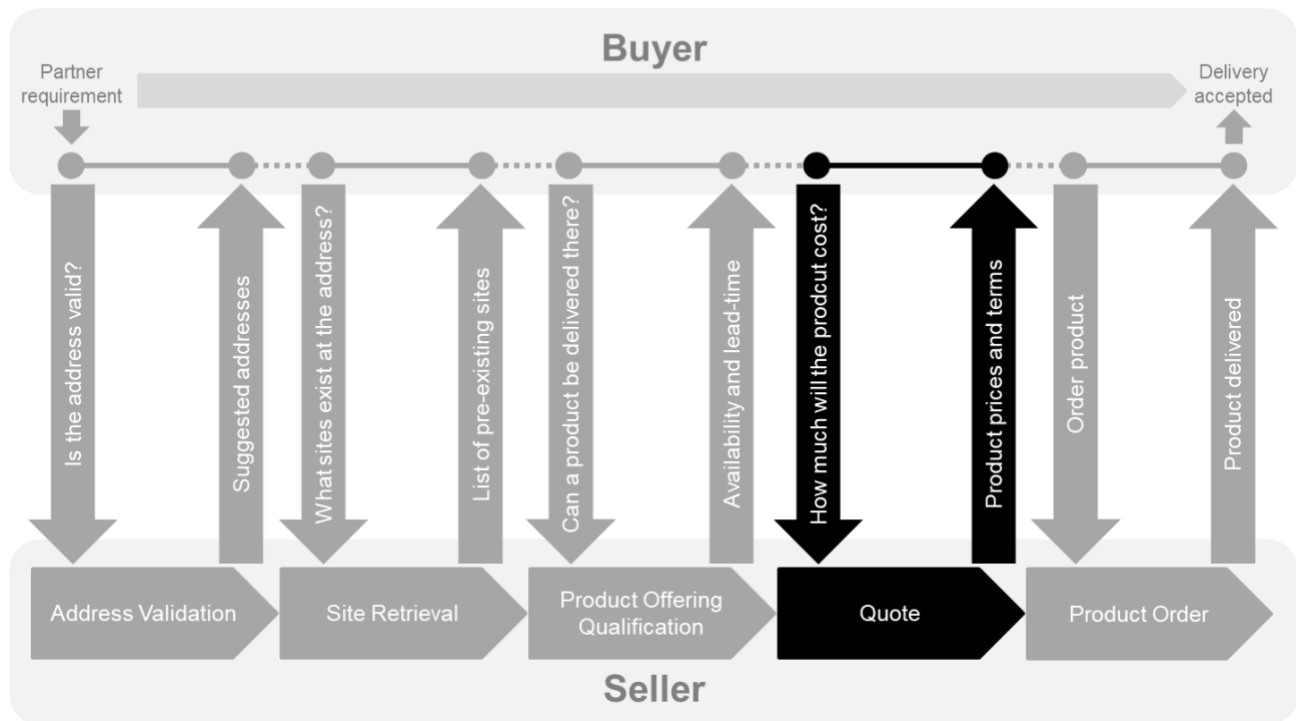 Buyer
Partner
requirement
Delivery
accepted
Is the address valid?
Suggested addresses
What sites exist at the address?
List of pre-existing sites
Can a product be delivered there?
Availability and lead-time
How much will the prodcut cost?
Product prices and terms
Order product
Product delivered
Address Validation
Site Retrieval
Product Offering
Qualification
Quote
Product Order
Seller